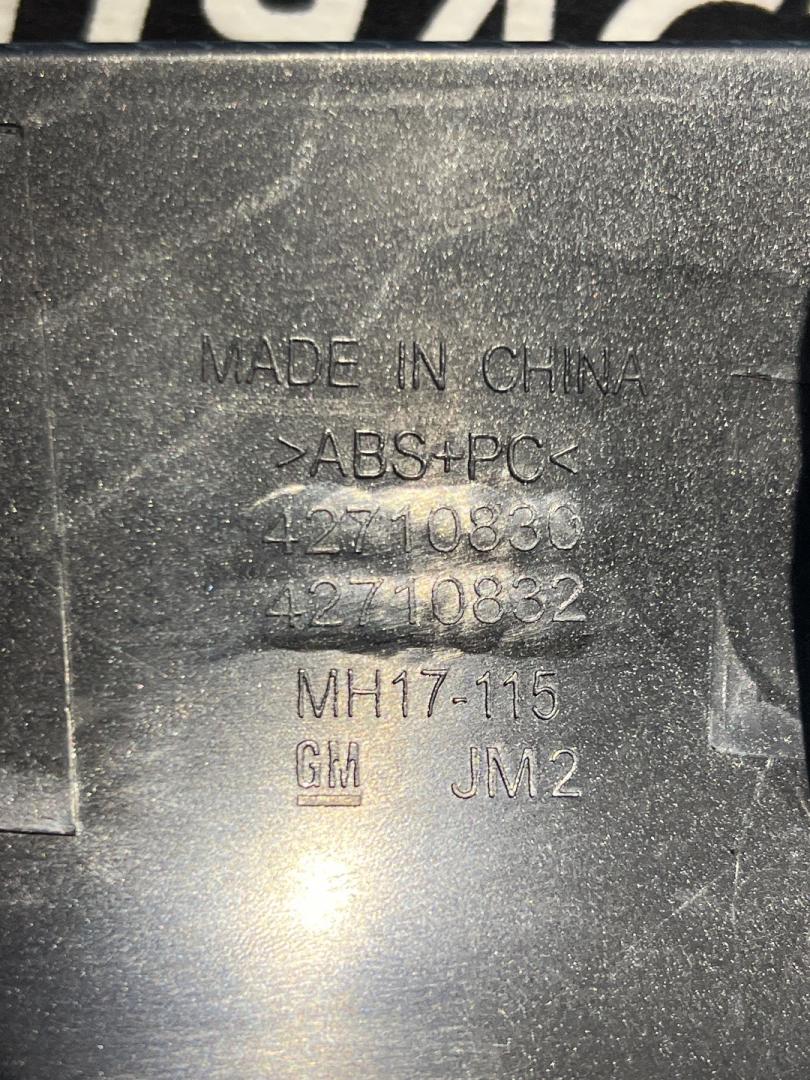 MADE IN CHINA
>ABS+PC<
42710830
42710832
MH17-115
GM JM2